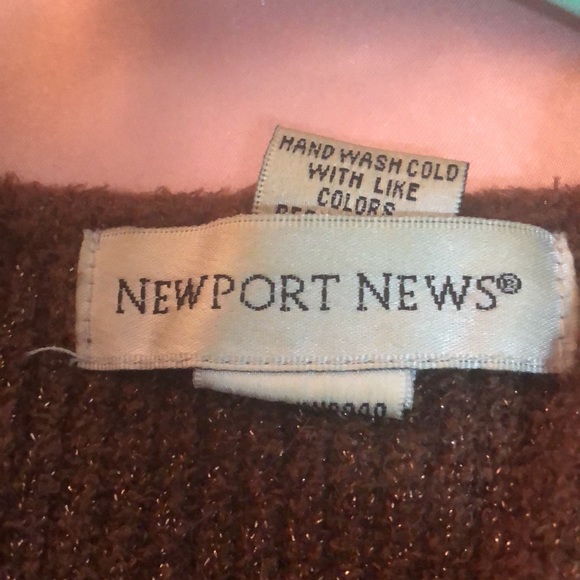 HAND WASH COLD
WITH LIKE
COLORS
NEWPORT NEWS®